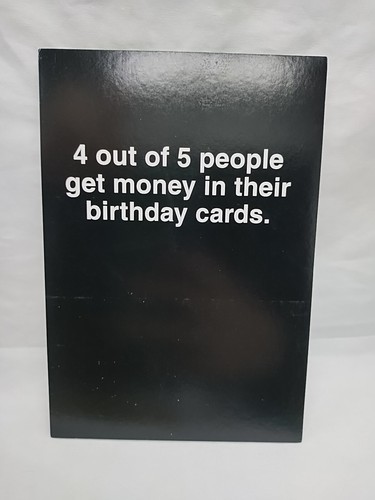 4 out of 5 people
get money in their
birthday cards.